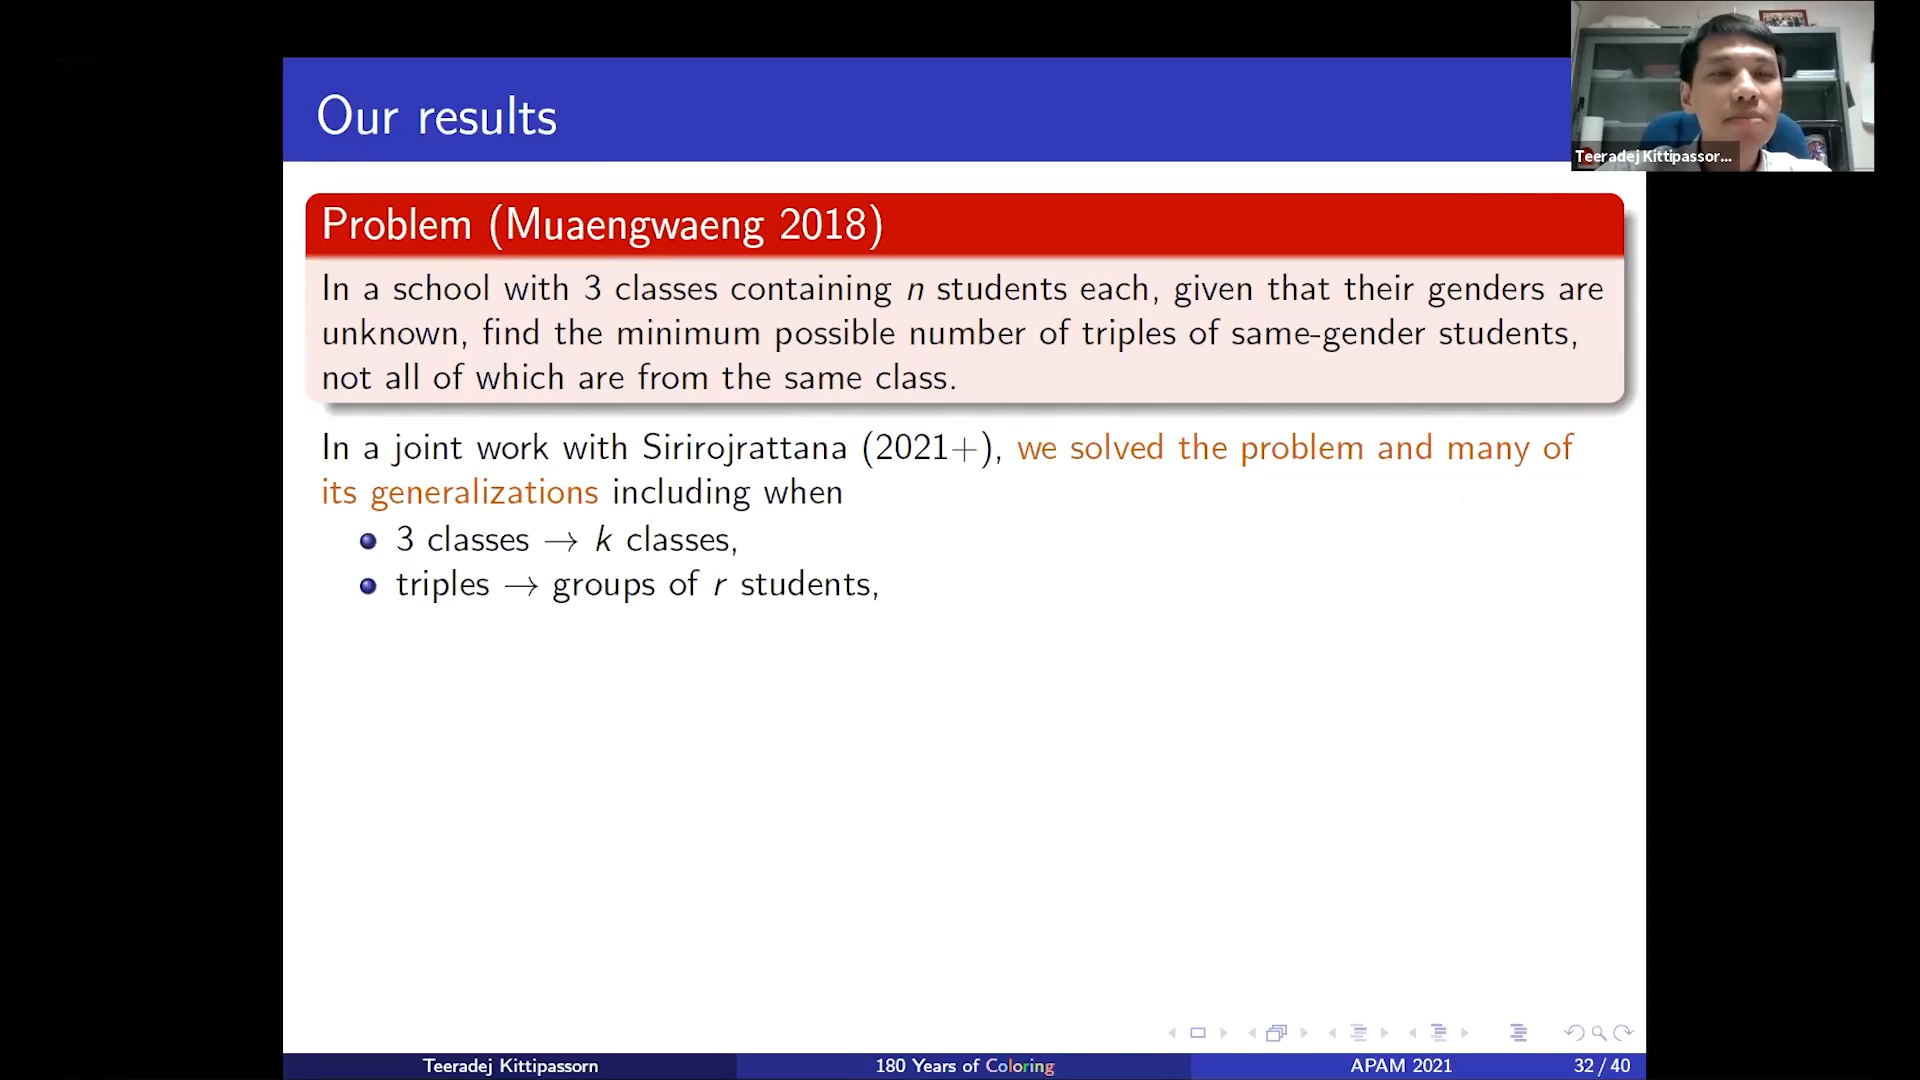 Our results
Teeradej Kittipassor...
Problem (Muaengwaeng 2018)
In a school with 3 classes containing n students each, given that their genders are
unknown, find the minimum possible number of triples of same-gender students,
not all of which are from the same class.
In a joint work with Sirirojrattana (2021+), we solved the problem and many of
its generalizations including when
3 classes → k classes,
triples → groups of r students,
Teeradej Kittipassorn
180 Years of Coloring
APAM 2021
32 / 40